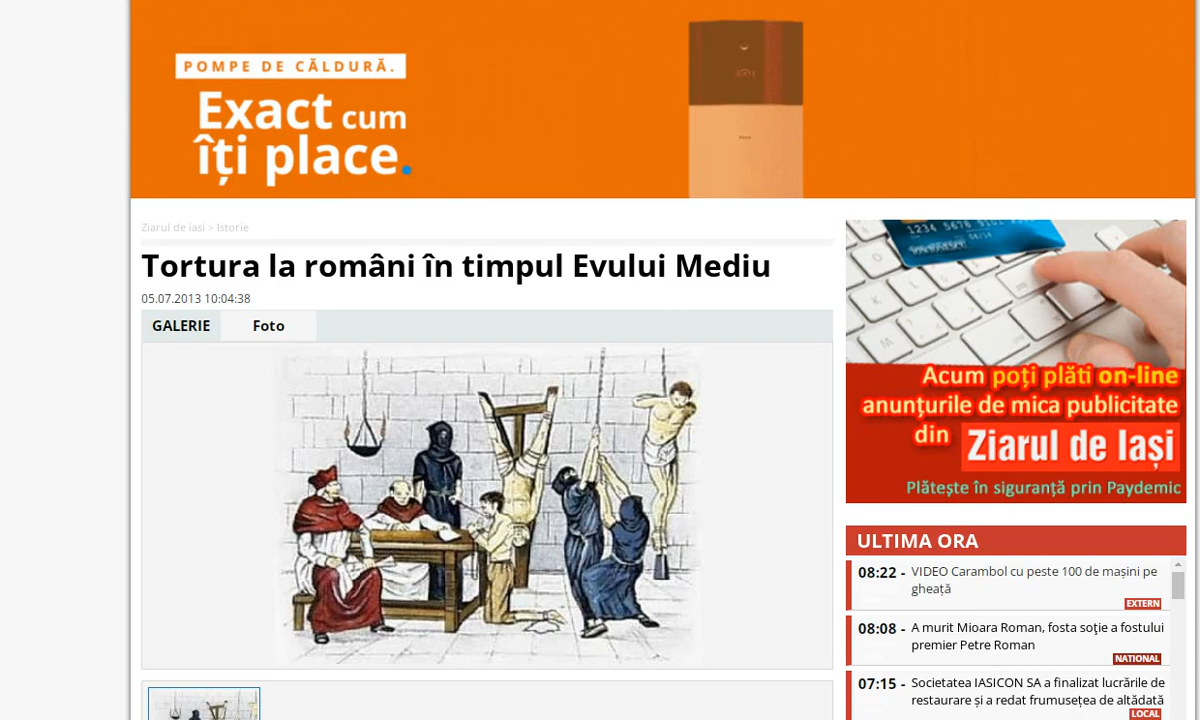 POMPE DE CĂLDURĂ.
Exact cum
îți place.
Ziarul de iasi > Istorie
Tortura la români în timpul Evului Mediu
05.07.2013 10:04:38
GALERIE Foto
1234 5678
Acum poți plăti on-line
anunțurile de mica publicitate
din Ziarul de Iași
Plătește în siguranță prin Paydemic
ULTIMA ORA
08:22 - VIDEO Carambol cu peste 100 de mașini pe
gheață
EXTERN
08:08 - A murit Mioara Roman, fosta soţie a fostului
premier Petre Roman
NATIONAL
07:15 - Societatea IASICON SA a finalizat lucrările de
restaurare și a redat frumusețea de altădată
LOCAL